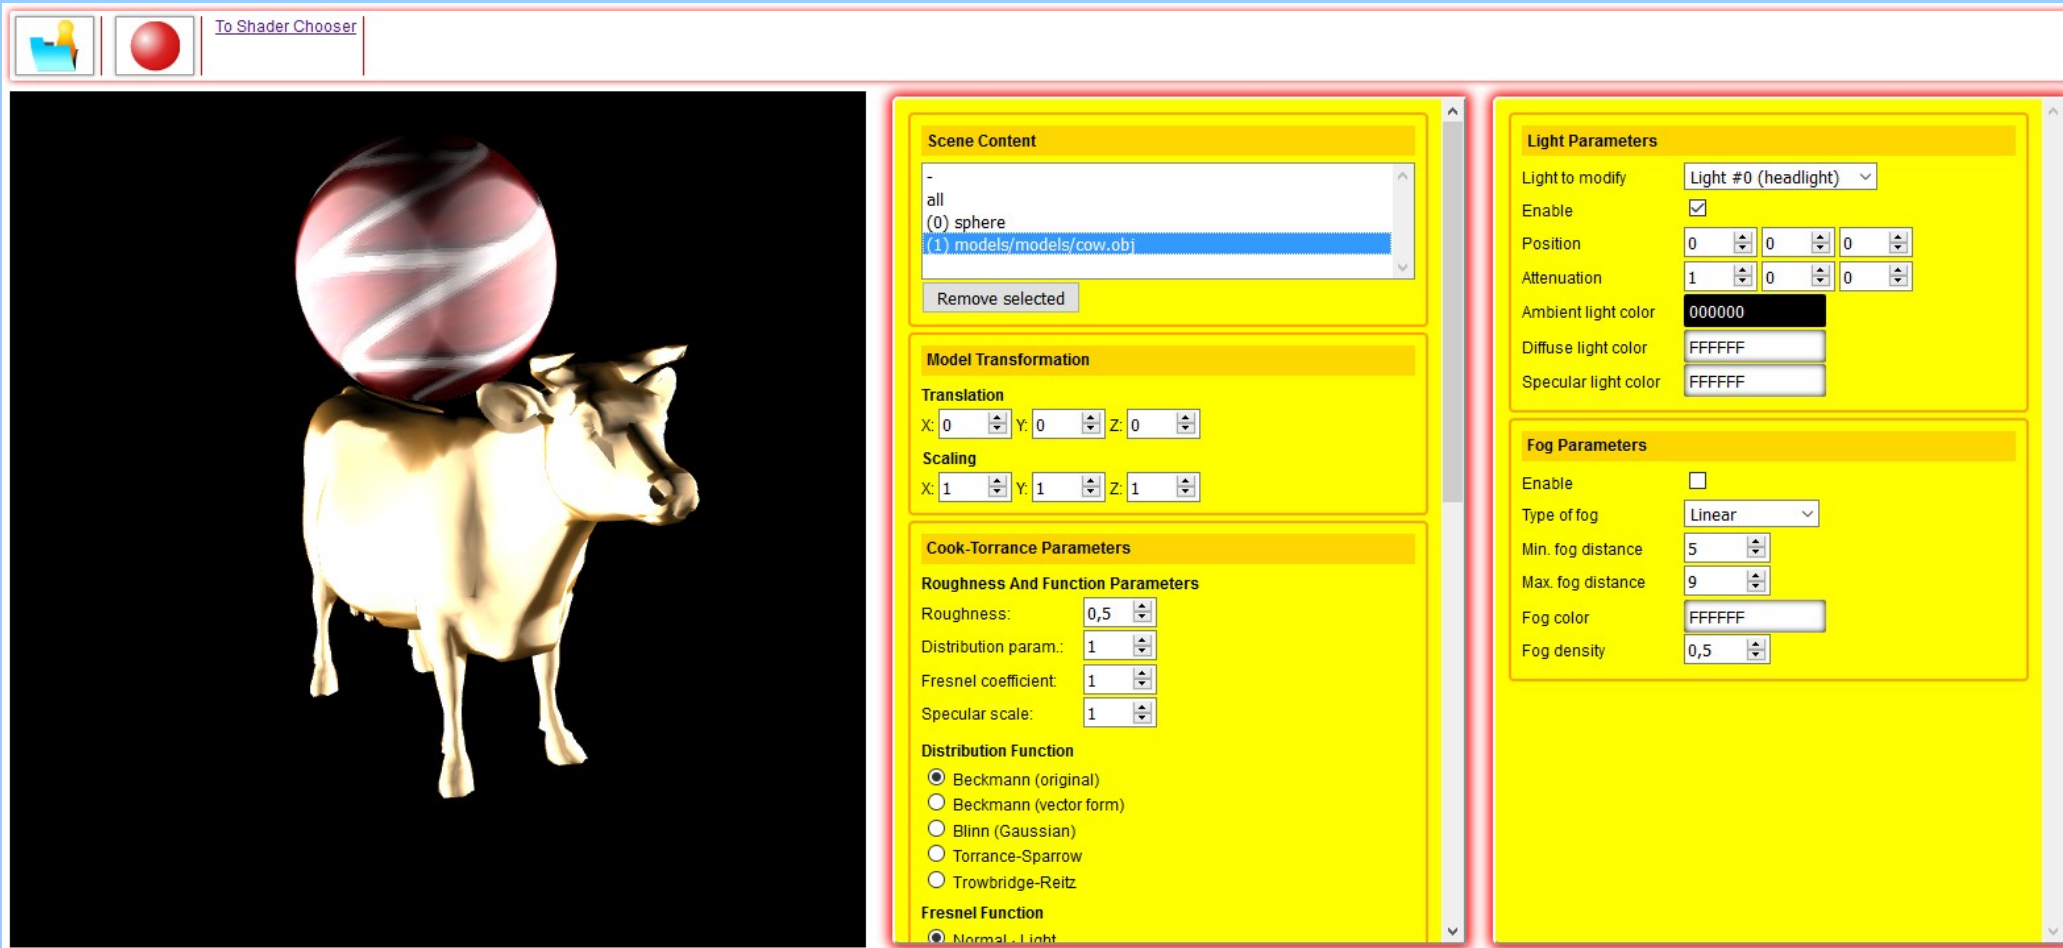 To Shader Chooser
Scene Content
-
all
(0) sphere
(1) models/models/cow.obj
Remove selected
Model Transformation
Translation
X: 0 Y: 0 Z: 0
Scaling
X: 1 Y: 1 Z: 1
Cook-Torrance Parameters
Roughness And Function Parameters
Roughness: 0,5
Distribution param.: 1
Fresnel coefficient: 1
Specular scale: 1
Distribution Function
Beckmann (original)
Beckmann (vector form)
Blinn (Gaussian)
Torrance-Sparrow
Trowbridge-Reitz
Fresnel Function
Normal - Light
Light Parameters
Light to modify Light #0 (headlight)
Enable
Position 0 0 0
Attenuation 1 0 0
Ambient light color 000000
Diffuse light color FFFFFF
Specular light color FFFFFF
Fog Parameters
Enable
Type of fog Linear
Min. fog distance 5
Max. fog distance 9
Fog color FFFFFF
Fog density 0,5